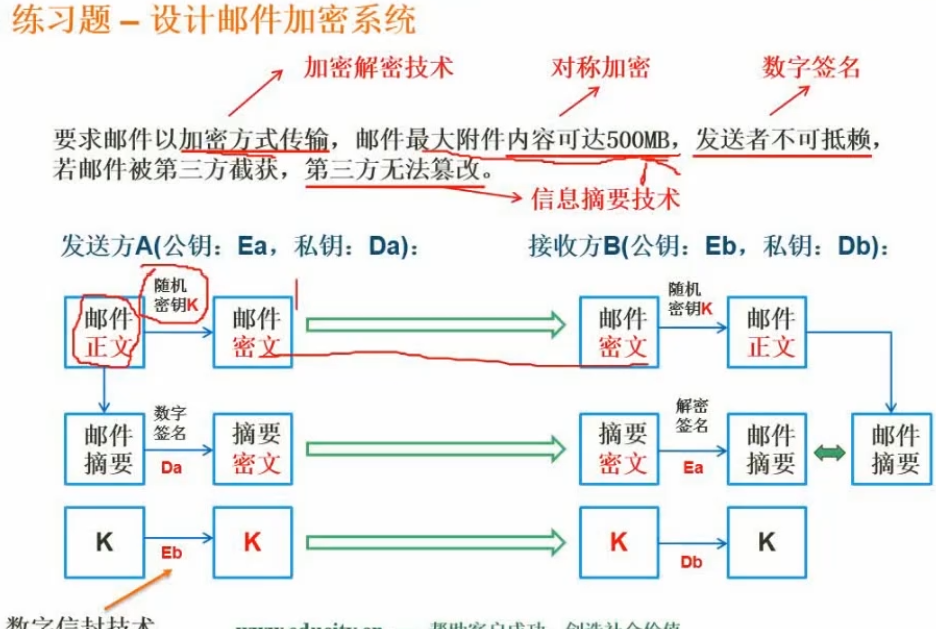 练习题 – 设计邮件加密系统
加密解密技术
对称加密
数字签名
要求邮件以加密方式传输，邮件最大附件内容可达500MB，发送者不可抵赖，
若邮件被第三方截获，第三方无法篡改。
信息摘要技术
发送方A(公钥：Ea，私钥：Da)：
接收方B(公钥：Eb，私钥：Db)：
邮件
正文
随机
密钥K
邮件
密文
邮件
密文
随机
密钥K
邮件
正文
邮件
摘要
数字
签名
Da
摘要
密文
摘要
密文
解密
签名
Ea
邮件
摘要
邮件
摘要
K
Eb
K
K
Db
K
数字信封技术
www.educity.cn 帮助客户成功，创造社会价值